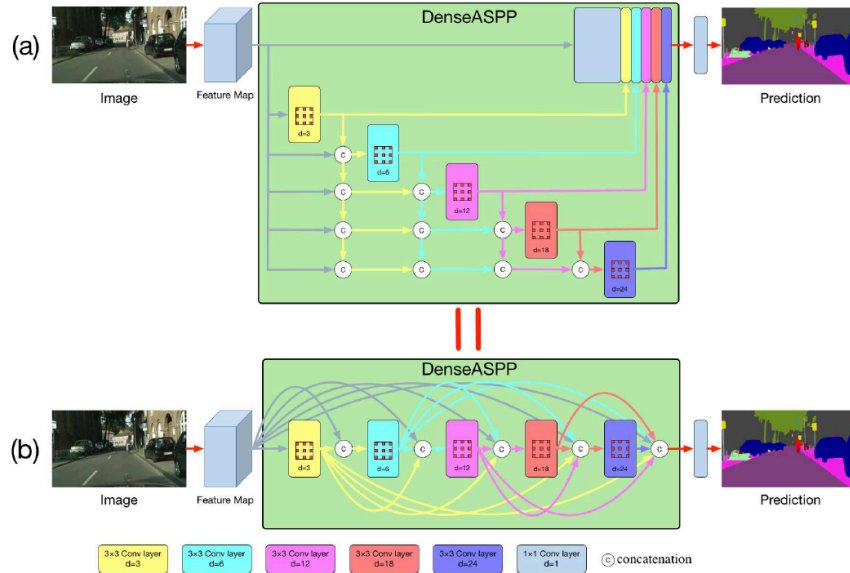 (a)
DenseASPP
Image
Feature Map
d=3
c
d=6
c
c
d=12
c
c
c
d=18
c
c
c
c
d=24
Prediction
(b)
DenseASPP
Image
Feature Map
d=3
c
d=6
c
d=12
c
d=18
c
d=24
c
Prediction
3×3 Conv layer
d=3
3×3 Conv layer
d=6
3×3 Conv layer
d=12
3×3 Conv layer
d=18
3×3 Conv layer
d=24
1×1 Conv layer
d=1
c concatenation